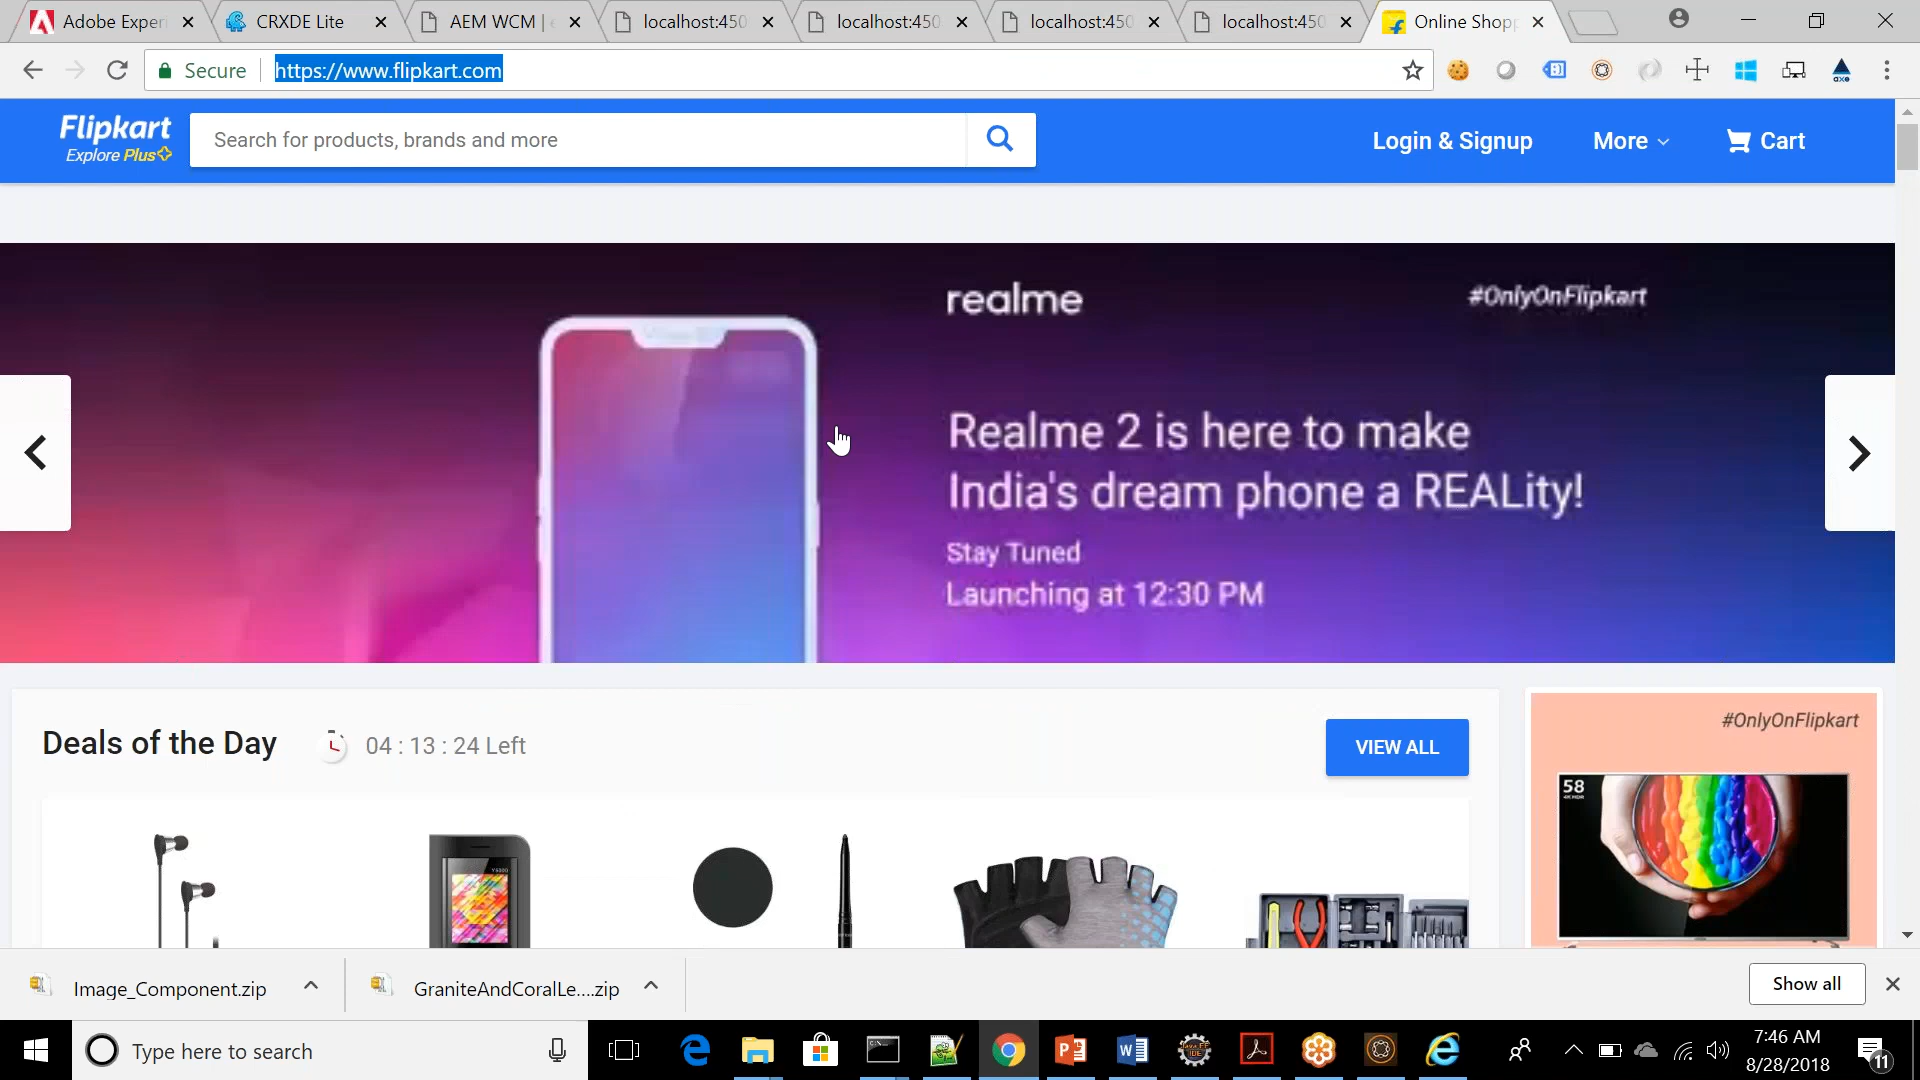 Adobe Experi
CRXDE Lite
AEM WCM | e
localhost:450
localhost:450
localhost:450
localhost:450
Online Shopp
Secure
https://www.flipkart.com
Flipkart
Explore Plus
Search for products, brands and more
Login & Signup
More
Cart
realme
#OnlyOnFlipkart
Realme 2 is here to make
India's dream phone a REALity!
Stay Tuned
Launching at 12:30 PM
Deals of the Day
04 : 13 : 24 Left
VIEW ALL
#OnlyOnFlipkart
58
Image_Component.zip
GraniteAndCoralLe....zip
Show all
Type here to search
7:46 AM
8/28/2018
11